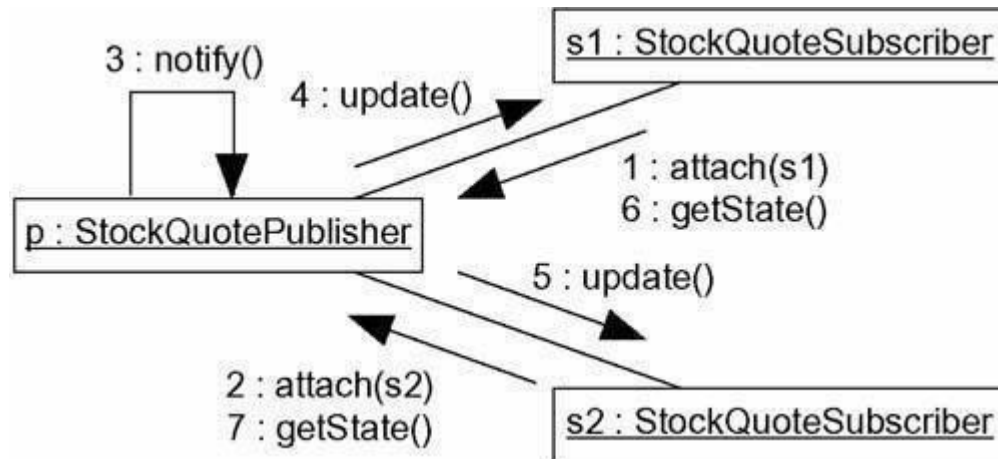 s1 : StockQuoteSubscriber
3 : notify()
4 : update()
1 : attach(s1)
6 : getState()
p : StockQuotePublisher
5 : update()
2 : attach(s2)
7 : getState()
s2 : StockQuoteSubscriber